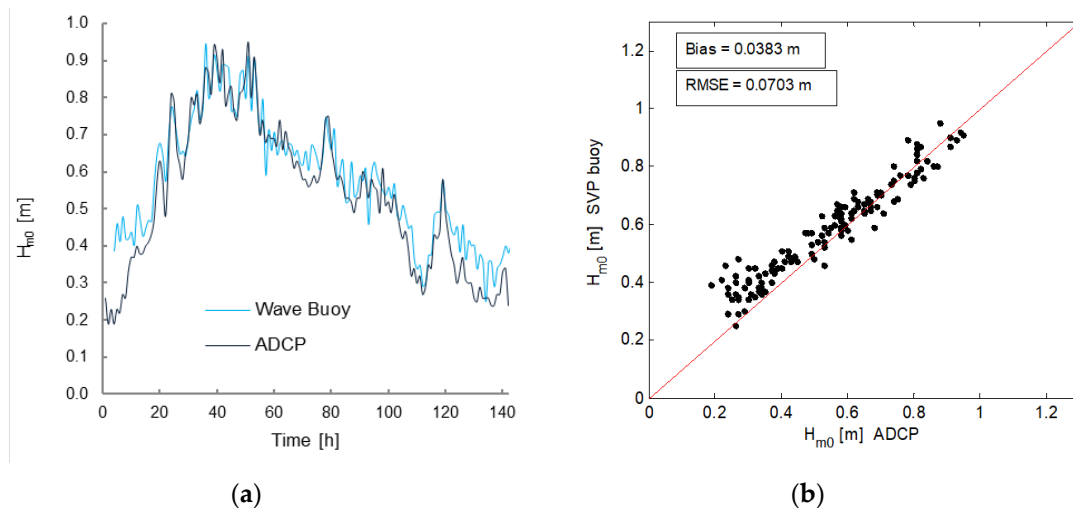 1.0
0.9
0.8
0.7
0.6
0.5
0.4
0.3
0.2
0.1
0.0
H_m0 [m]
Wave Buoy
ADCP
0 20 40 60 80 100 120 140
Time [h]
(a)
Bias = 0.0383 m
RMSE = 0.0703 m
1.2
1
0.8
0.6
0.4
0.2
0
H_m0 [m] SVP buoy
0 0.2 0.4 0.6 0.8 1 1.2
H_m0 [m] ADCP
(b)